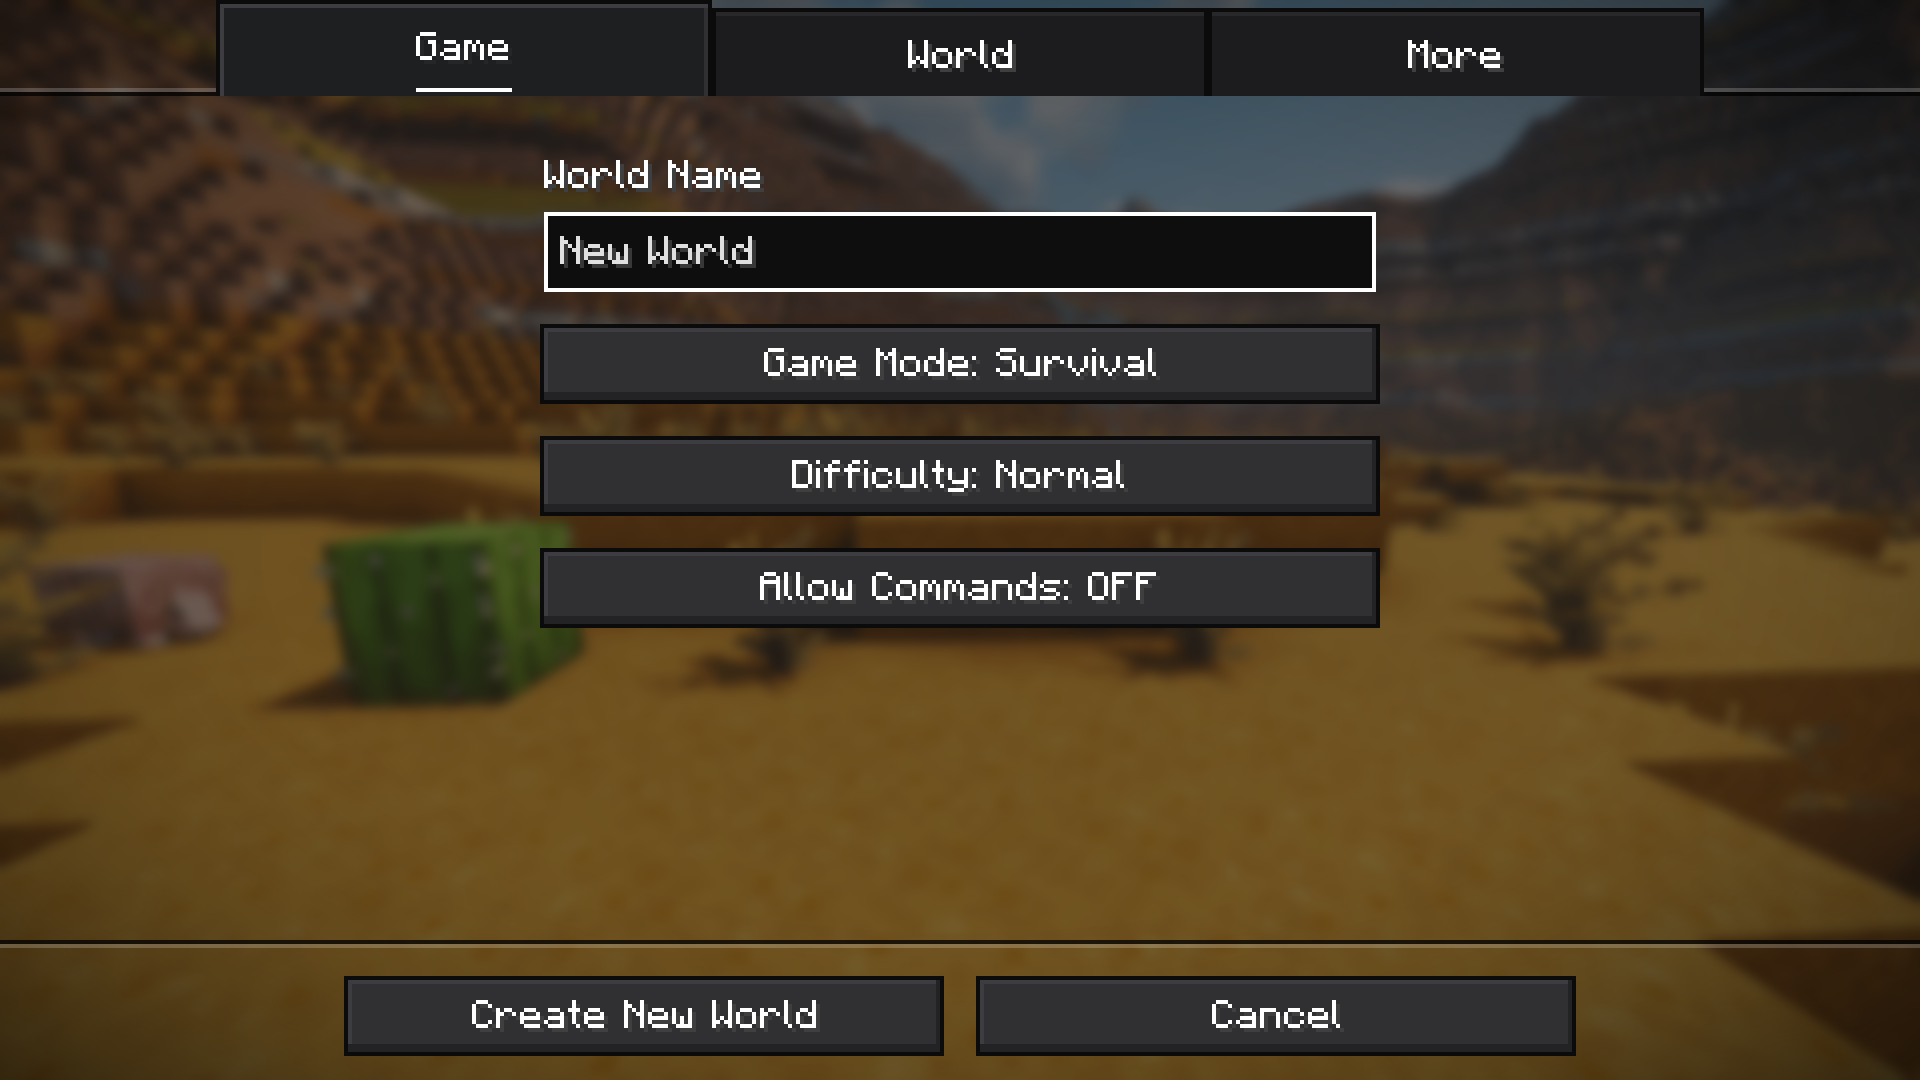 Game
World
More
World Name
New World
Game Mode: Survival
Difficulty: Normal
Allow Commands: OFF
Create New World
Cancel